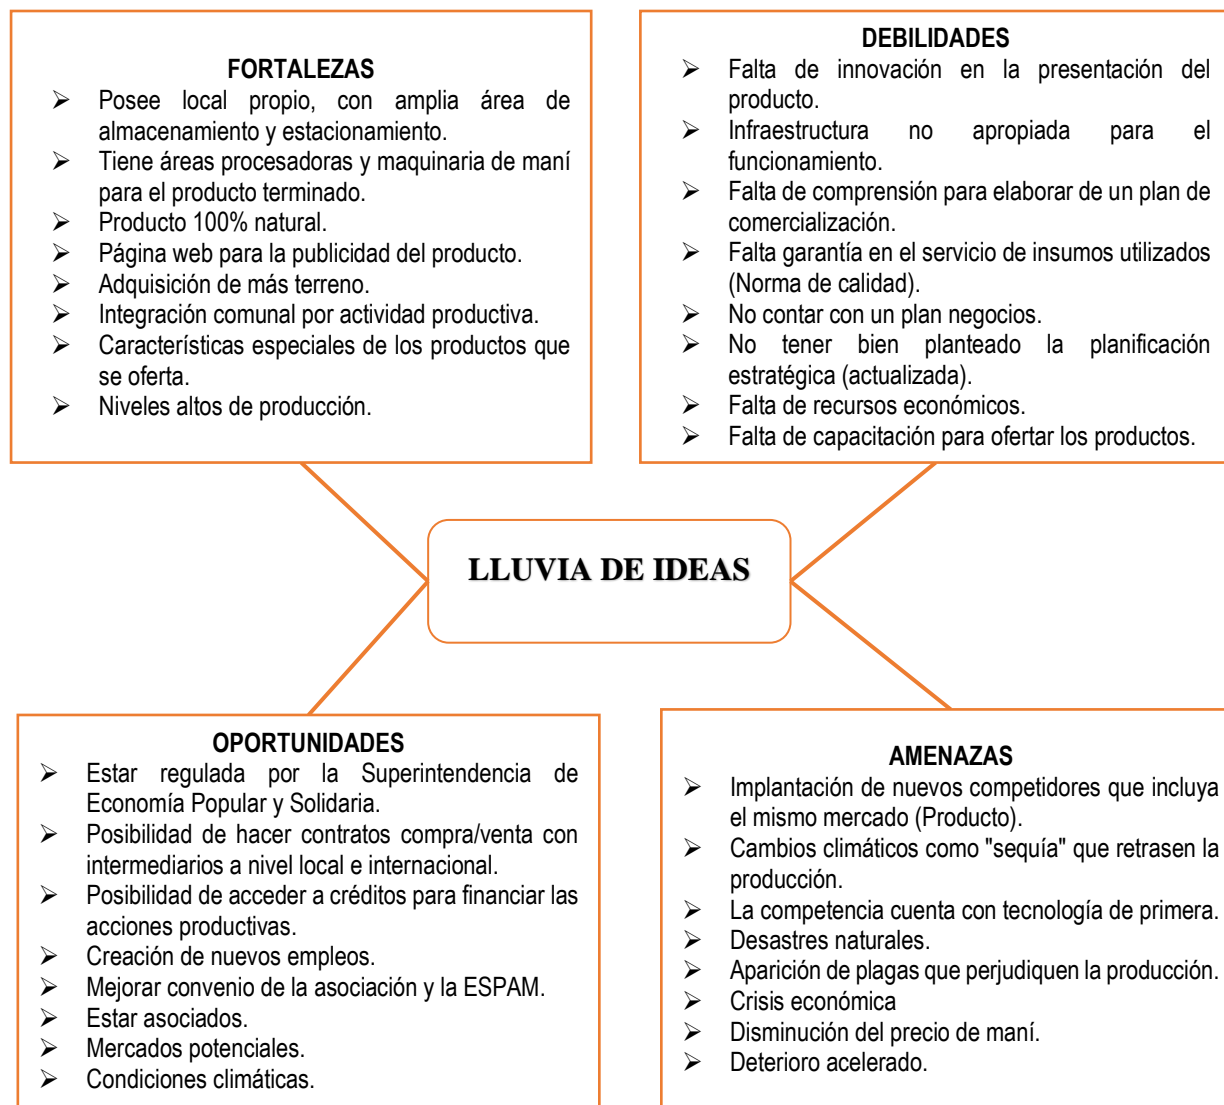 FORTALEZAS
➢ Posee local propio, con amplia área de
almacenamiento y estacionamiento.
➢ Tiene áreas procesadoras y maquinaria de maní
para el producto terminado.
➢ Producto 100% natural.
➢ Página web para la publicidad del producto.
➢ Adquisición de más terreno.
➢ Integración comunal por actividad productiva.
➢ Características especiales de los productos que
se oferta.
➢ Niveles altos de producción.
DEBILIDADES
➢ Falta de innovación en la presentación del
producto.
➢ Infraestructura no apropiada para el
funcionamiento.
➢ Falta de comprensión para elaborar de un plan de
comercialización.
➢ Falta garantía en el servicio de insumos utilizados
(Norma de calidad).
➢ No contar con un plan negocios.
➢ No tener bien planteado la planificación
estratégica (actualizada).
➢ Falta de recursos económicos.
➢ Falta de capacitación para ofertar los productos.
LLUVIA DE IDEAS
OPORTUNIDADES
➢ Estar regulada por la Superintendencia de
Economía Popular y Solidaria.
➢ Posibilidad de hacer contratos compra/venta con
intermediarios a nivel local e internacional.
➢ Posibilidad de acceder a créditos para financiar las
acciones productivas.
➢ Creación de nuevos empleos.
➢ Mejorar convenio de la asociación y la ESPAM.
➢ Estar asociados.
➢ Mercados potenciales.
➢ Condiciones climáticas.
AMENAZAS
➢ Implantación de nuevos competidores que incluya
el mismo mercado (Producto).
➢ Cambios climáticos como "sequía" que retrasen la
producción.
➢ La competencia cuenta con tecnología de primera.
➢ Desastres naturales.
➢ Aparición de plagas que perjudiquen la producción.
➢ Crisis económica
➢ Disminución del precio de maní.
➢ Deterioro acelerado.